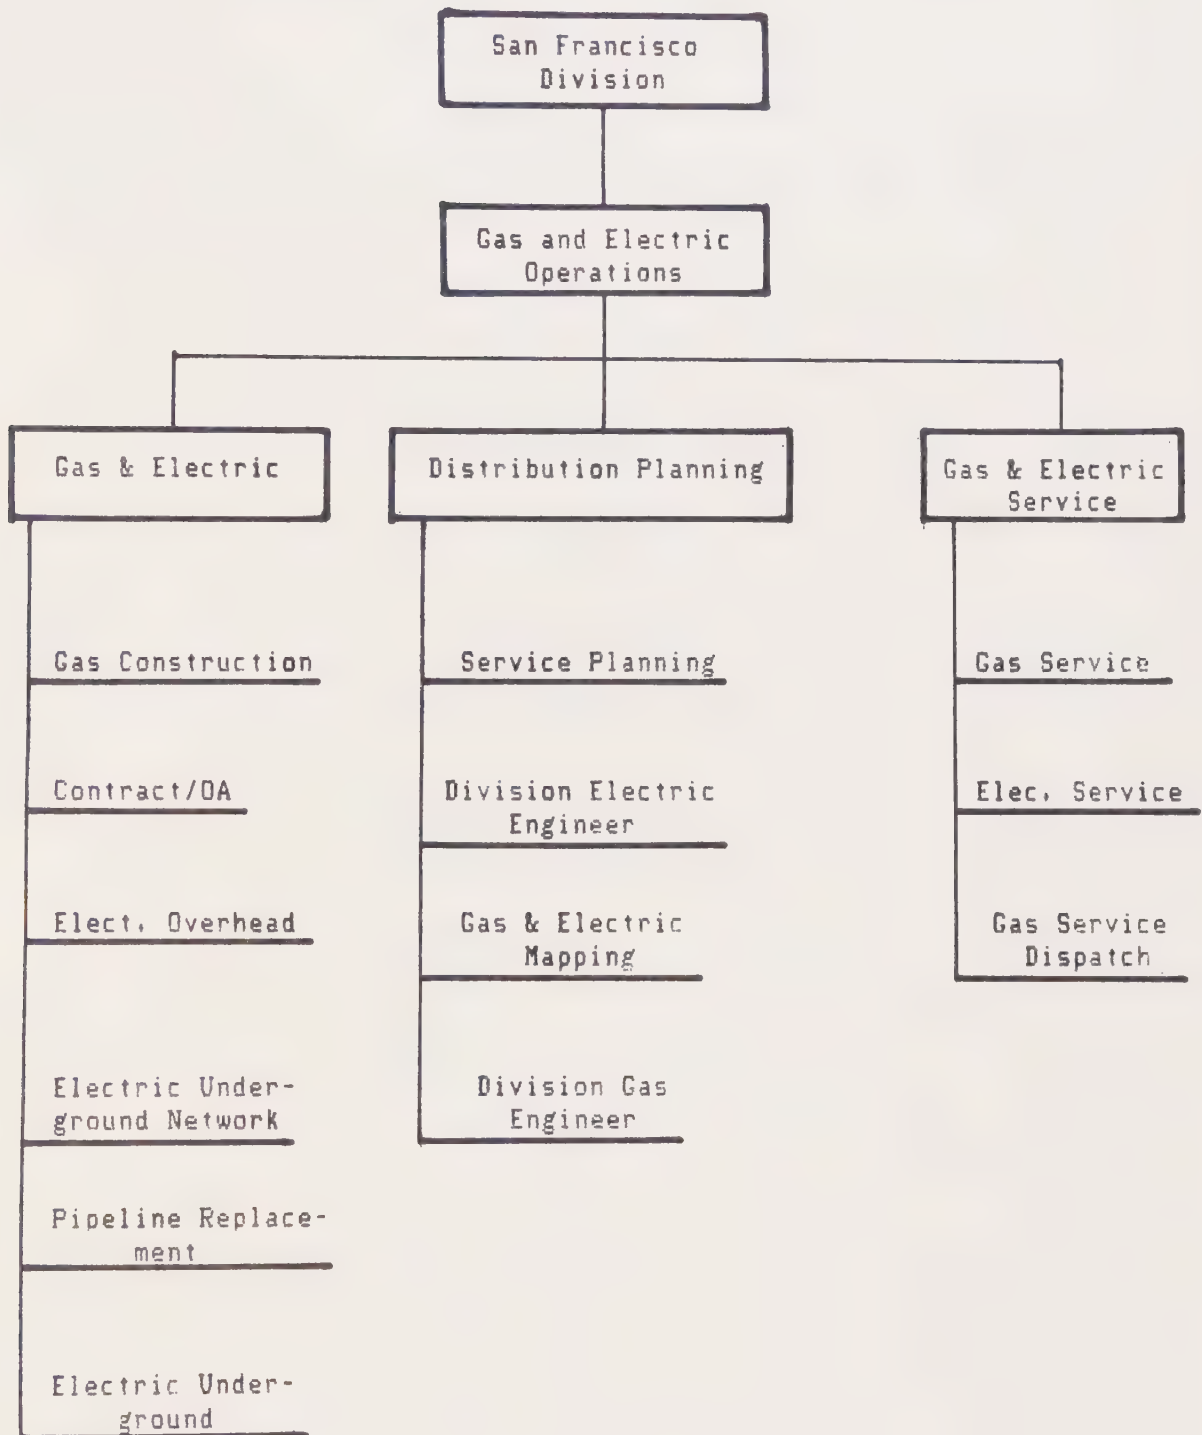 San Francisco
Division
Gas and Electric
Operations
Gas & Electric
Distribution Planning
Gas & Electric
Service
Gas Construction
Contract/OA
Elect. Overhead
Electric Under-
ground Network
Pipeline Replace-
ment
Electric Under-
ground
Service Planning
Division Electric
Engineer
Gas & Electric
Mapping
Division Gas
Engineer
Gas Service
Elec. Service
Gas Service
Dispatch